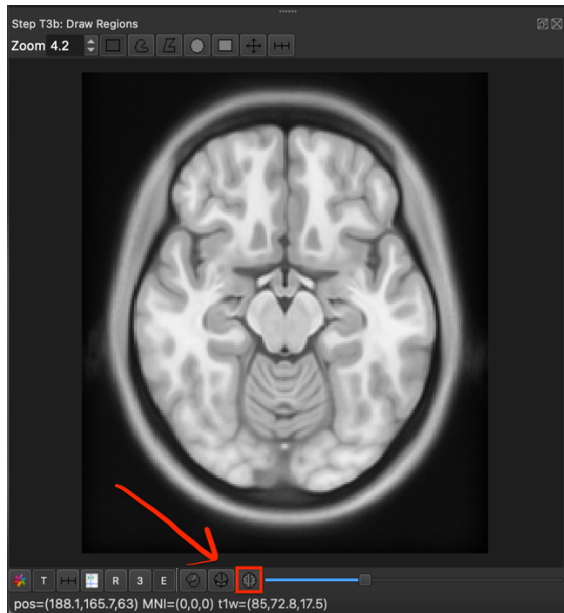 Step T3b: Draw Regions
Zoom 4.2
T R 3 E
pos=(188.1,165.7,63) MNI=(0,0,0) t1w=(85,72.8,17.5)